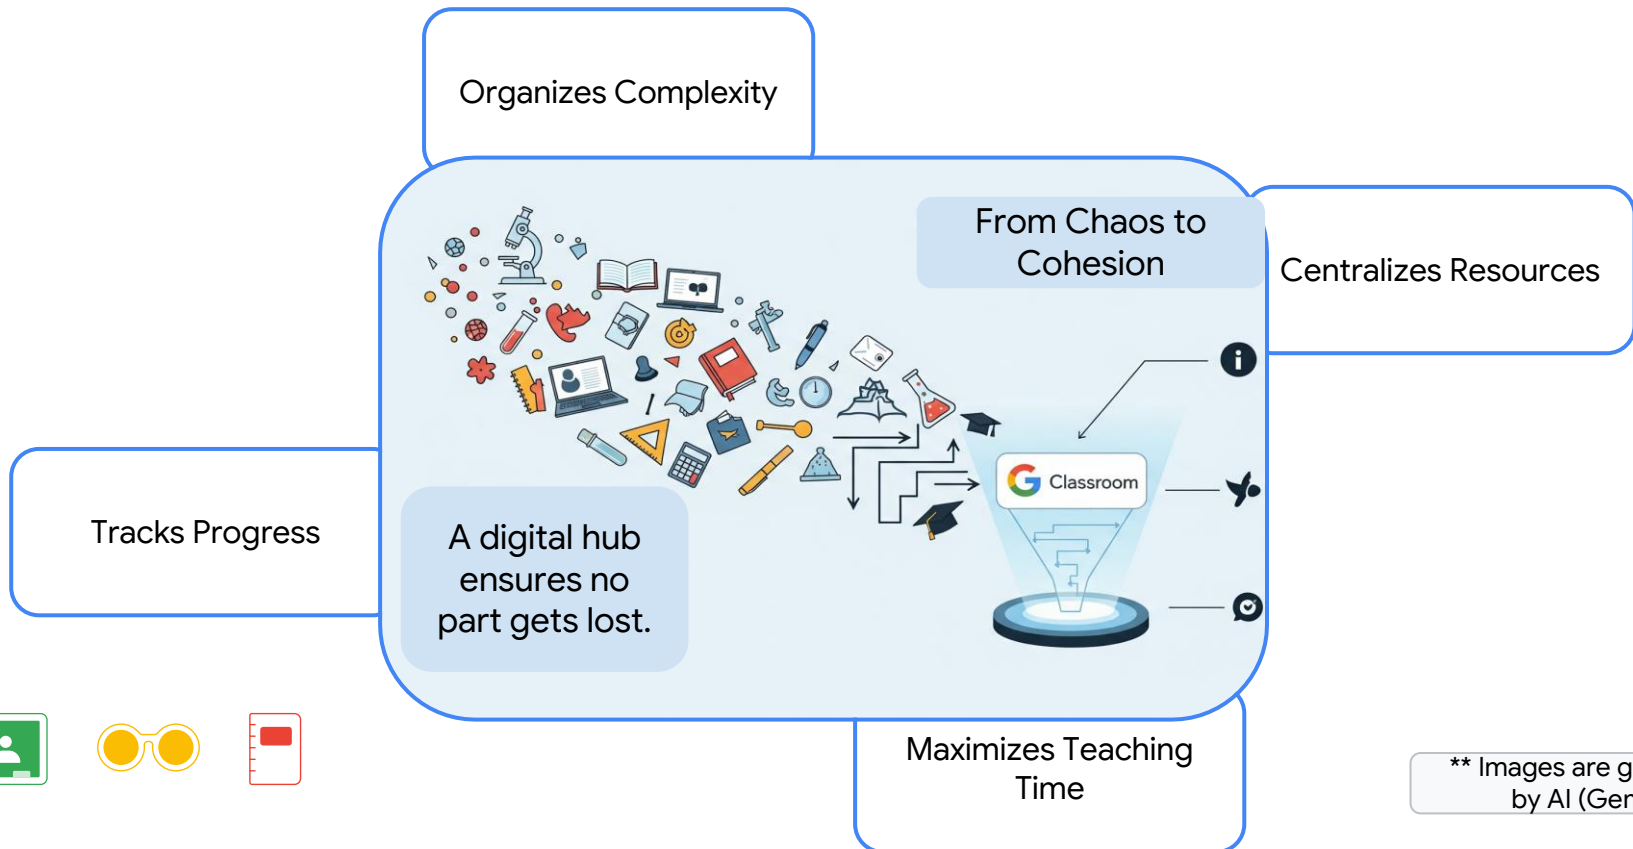 Organizes Complexity
From Chaos to
Cohesion
Centralizes Resources
i
G Classroom
Tracks Progress
A digital hub
ensures no
part gets lost.
Maximizes Teaching
Time
** Images are g
by AI (Ger